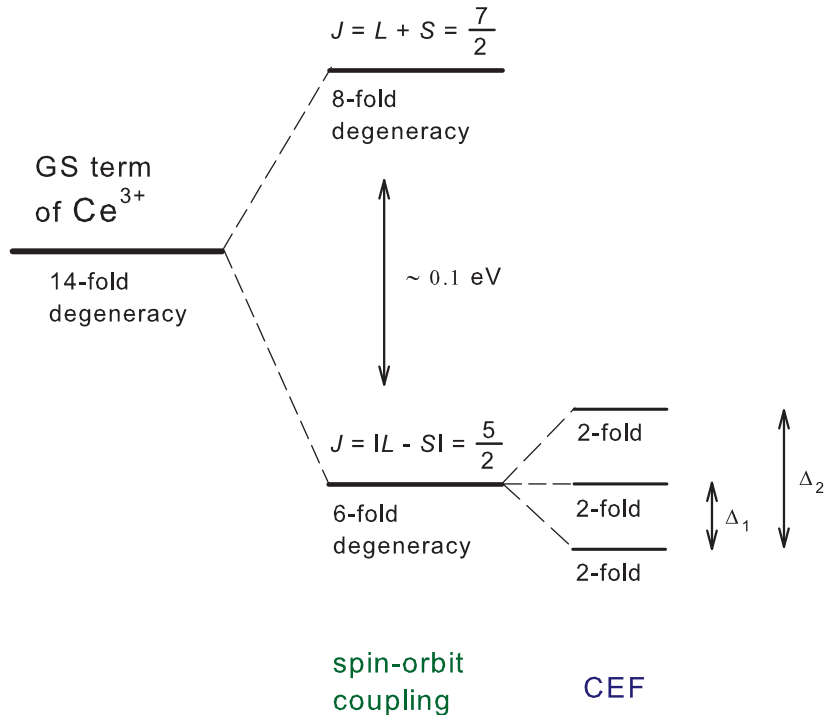 J = L + S = 7/2
8-fold
degeneracy
GS term
of Ce³⁺
14-fold
degeneracy
~ 0.1 eV
J = |L - S| = 5/2
6-fold
degeneracy
2-fold
2-fold
2-fold
Δ₁
Δ₂
spin-orbit
coupling
CEF